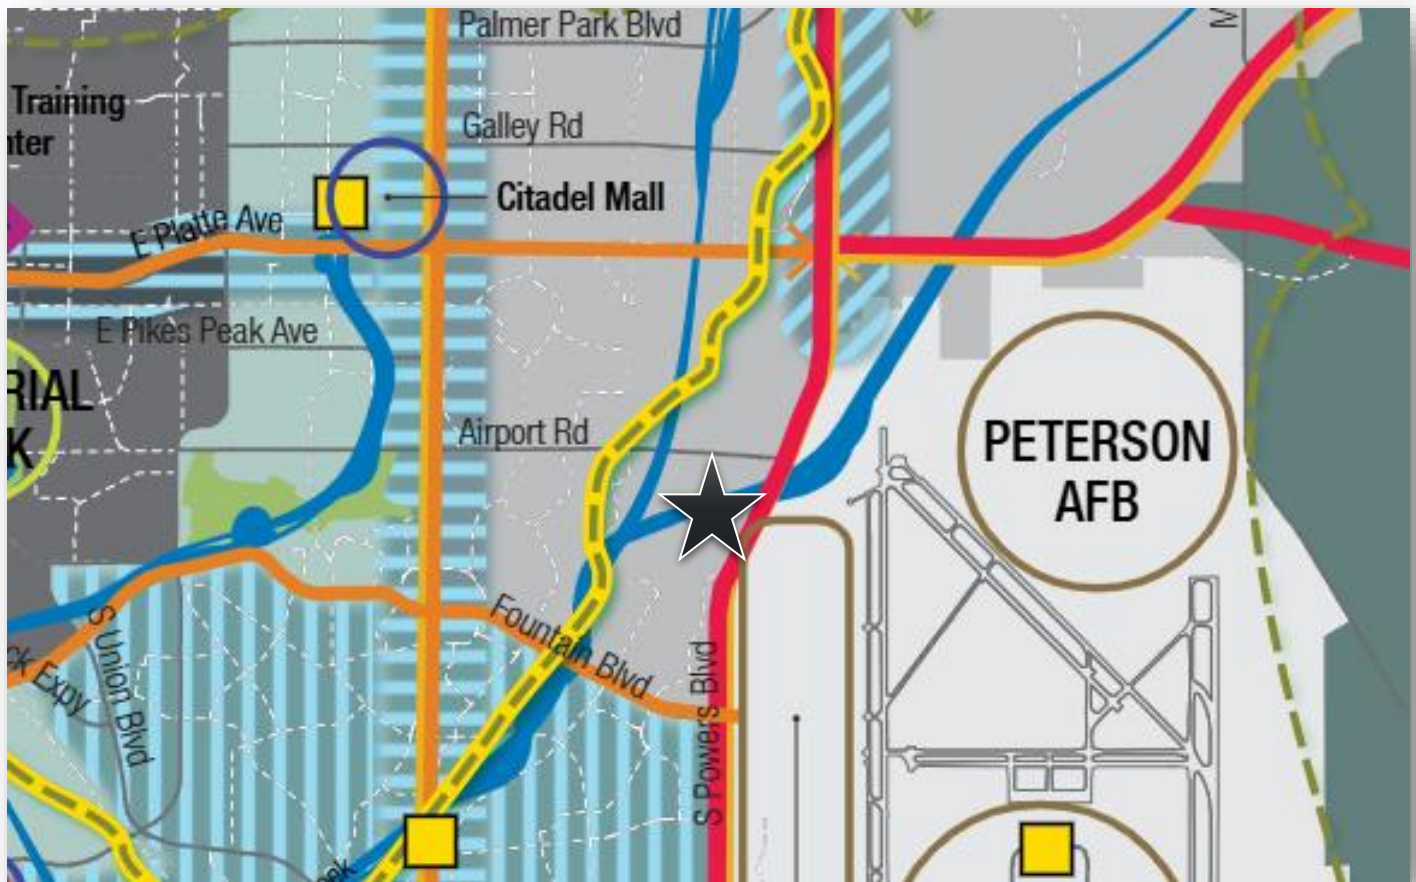 Palmer Park Blvd
Training
nter
Galley Rd
Citadel Mall
E Platte Ave
E Pikes Peak Ave
RIAL
K
Airport Rd
PETERSON
AFB
Fountain Blvd
S Union Blvd
ck Expy
S Powers Blvd
M